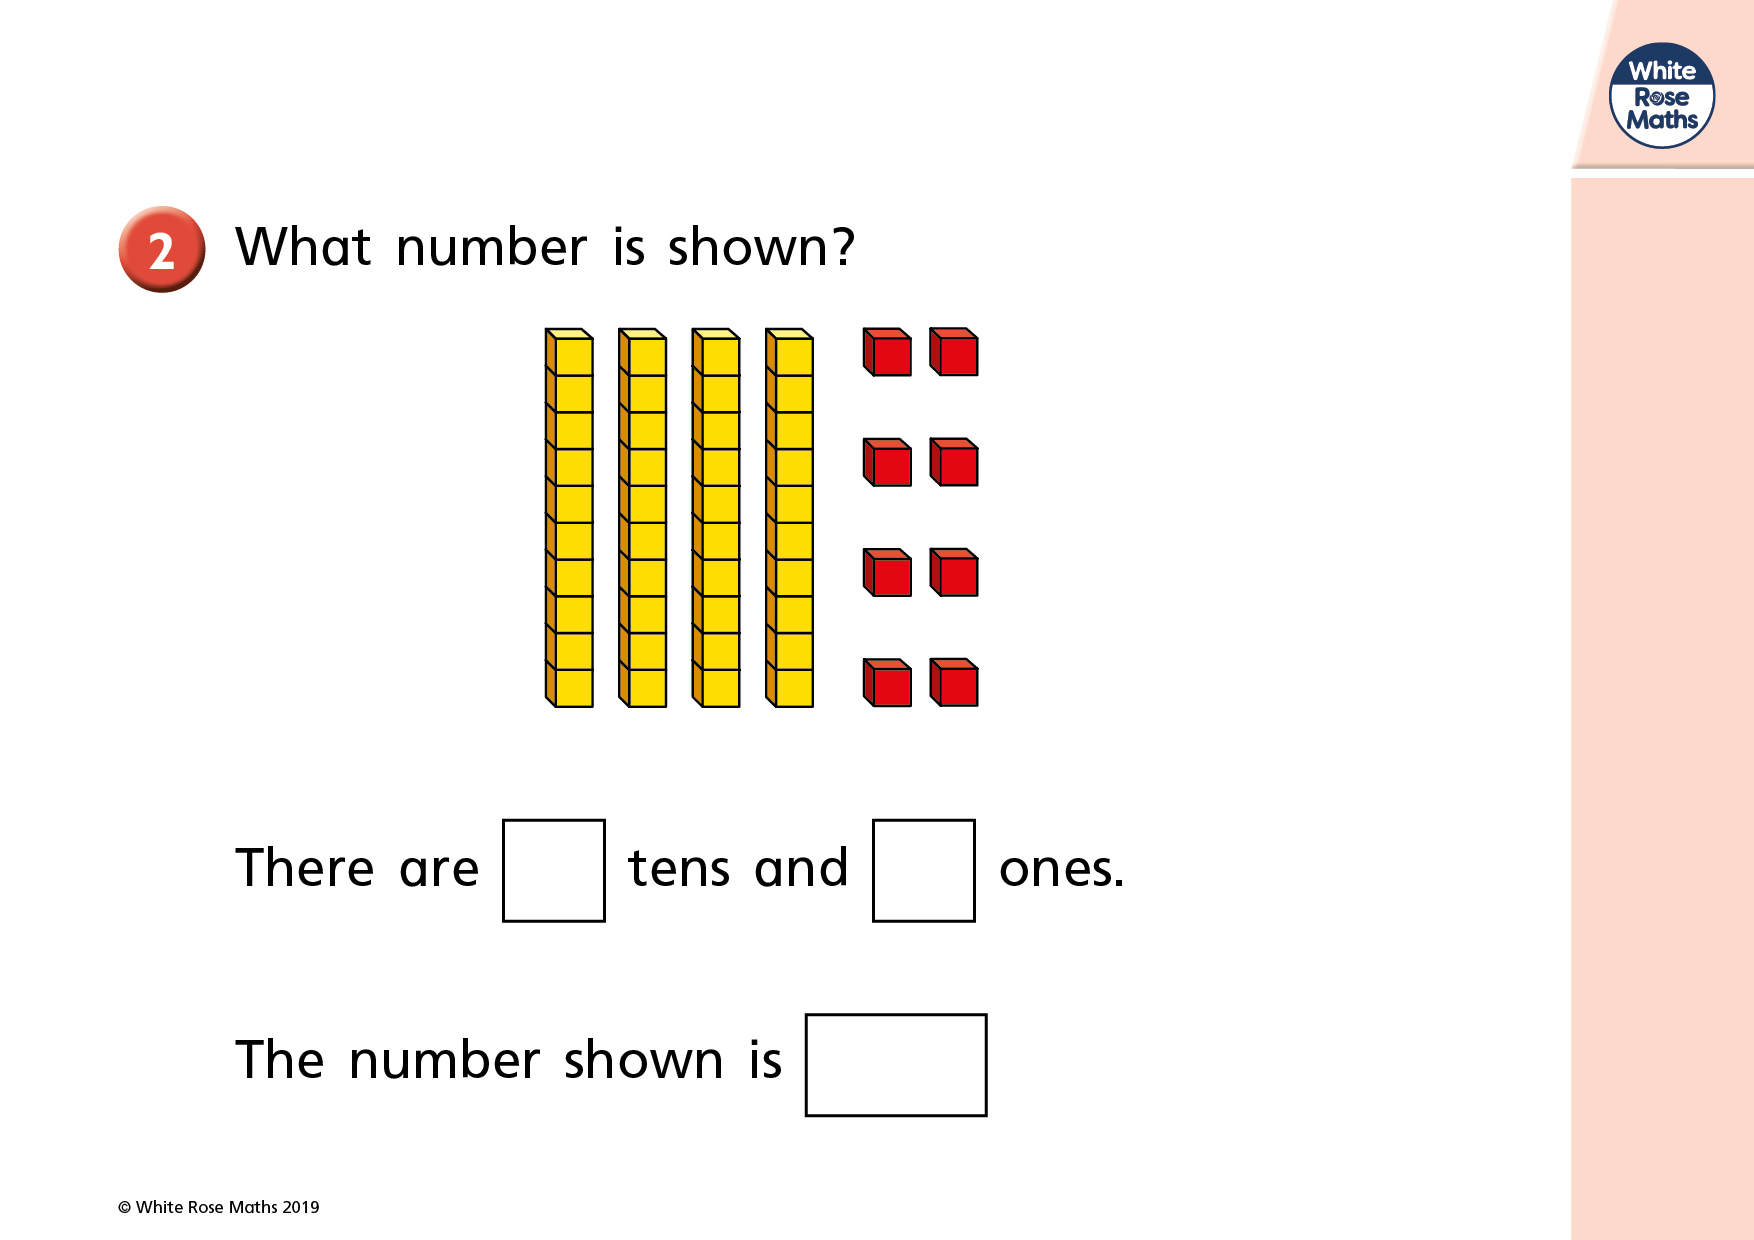 White
Rose
Maths
2 What number is shown?
There are tens and ones.
The number shown is
© White Rose Maths 2019